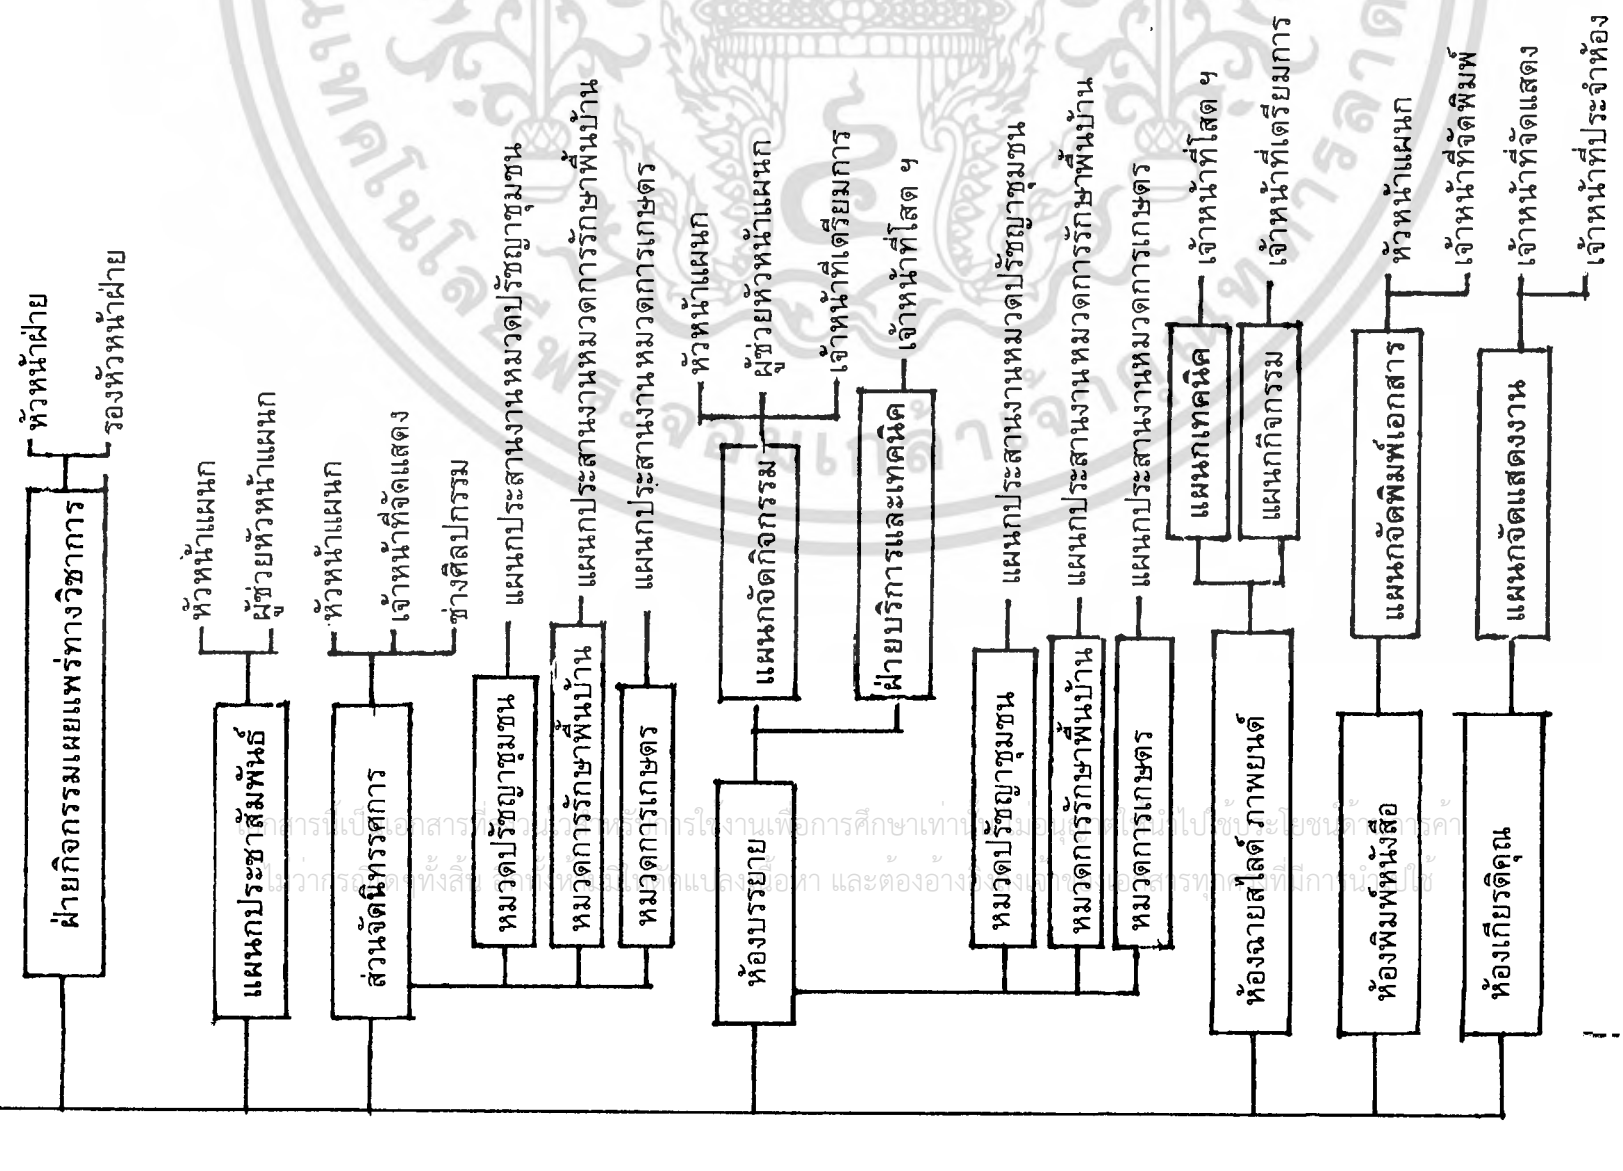 ฝ่ายกิจกรรมเผยแพร่ทางวิชาการ
หัวหน้าฝ่าย
รองหัวหน้าฝ่าย
แผนกประชาสัมพันธ์
หัวหน้าแผนก
ผู้ช่วยหัวหน้าแผนก
ส่วนจัดนิทรรศการ
หัวหน้าแผนก
เจ้าหน้าที่จัดแสดง
ช่างศิลปกรรม
หมวดปรัชญาชุมชน
แผนกประสานงานหมวดปรัชญาชุมชน
หมวดการรักษาพื้นบ้าน
แผนกประสานงานหมวดการรักษาพื้นบ้าน
หมวดการเกษตร
แผนกประสานงานหมวดการเกษตร
ห้องบรรยาย
แผนกจัดกิจกรรม
หัวหน้าแผนก
ผู้ช่วยหัวหน้าแผนก
เจ้าหน้าที่เตรียมการ
ฝ่ายบริการและเทคนิค
เจ้าหน้าที่โสต ฯ
หมวดปรัชญาชุมชน
แผนกประสานงานหมวดปรัชญาชุมชน
หมวดการรักษาพื้นบ้าน
แผนกประสานงานหมวดการรักษาพื้นบ้าน
หมวดการเกษตร
แผนกประสานงานหมวดการเกษตร
ห้องฉายสไลด์ ภาพยนต์
แผนกเทคนิค
เจ้าหน้าที่โสต ฯ
แผนกกิจกรรม
เจ้าหน้าที่เตรียมการ
ห้องพิมพ์หนังสือ
แผนกจัดพิมพ์เอกสาร
หัวหน้าแผนก
เจ้าหน้าที่จัดพิมพ์
ห้องเกียรติคุณ
แผนกจัดแสดงงาน
เจ้าหน้าที่จัดแสดง
เจ้าหน้าที่ประจำห้อง